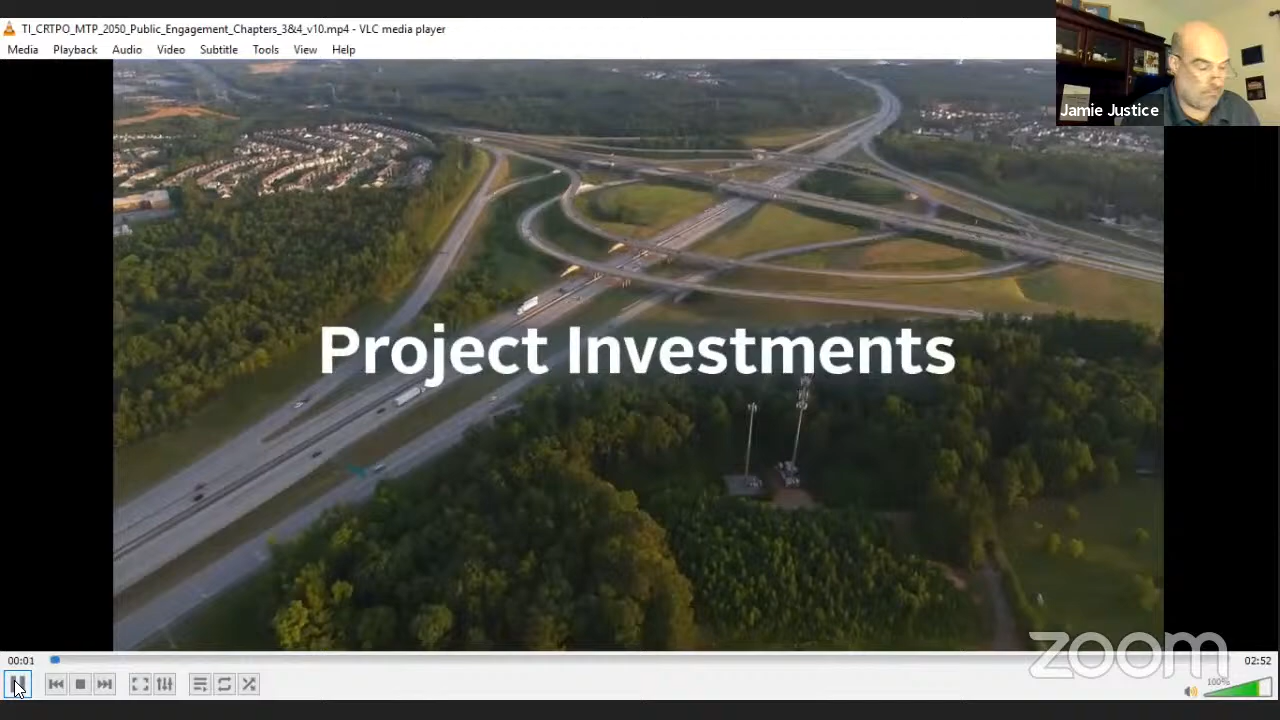 TI_CRTPO_MTP_2050_Public_Engagement_Chapters_3&4_v10.mp4 - VLC media player
Media Playback Audio Video Subtitle Tools View Help
Jamie Justice
Project Investments
00:01
02:52
100%
zoom